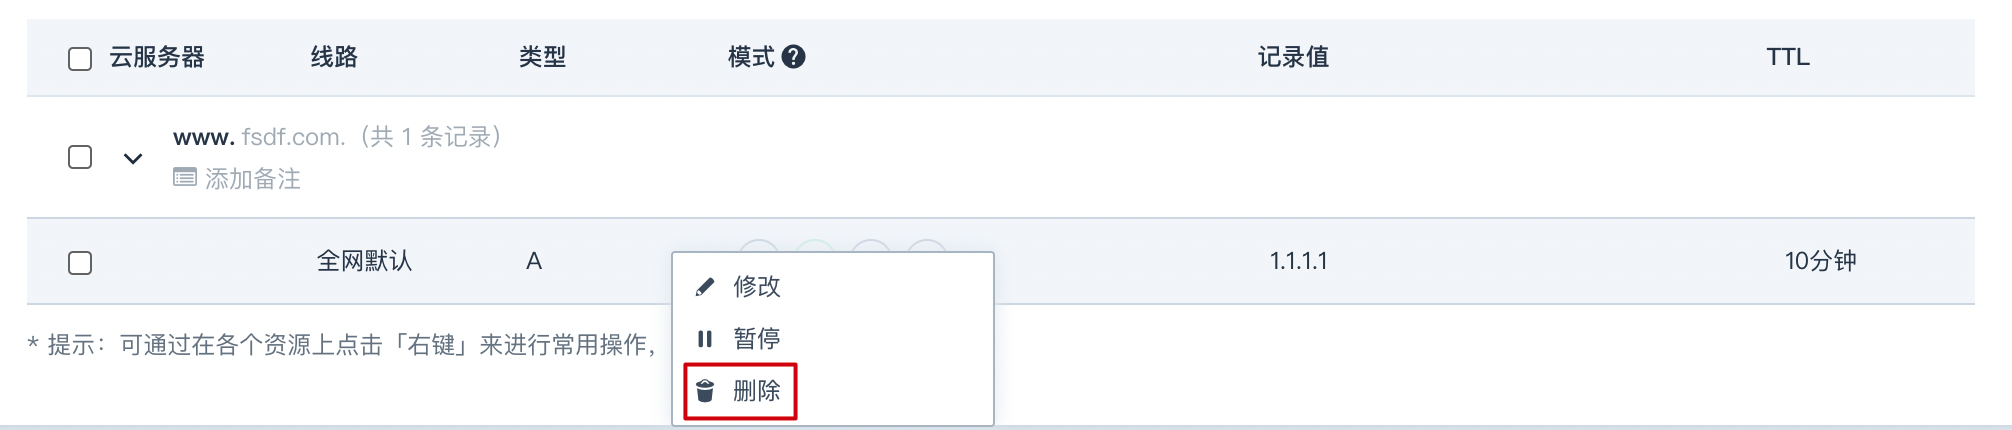 云服务器 线路 类型 模式 ? 记录值 TTL
www. fsdf.com.（共 1 条记录）
添加备注
全网默认 A 1.1.1.1 10分钟
修改
* 提示：可通过在各个资源上点击「右键」来进行常用操作，
暂停
删除